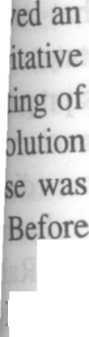 ved an
itative
ting of
olution
se was
Before